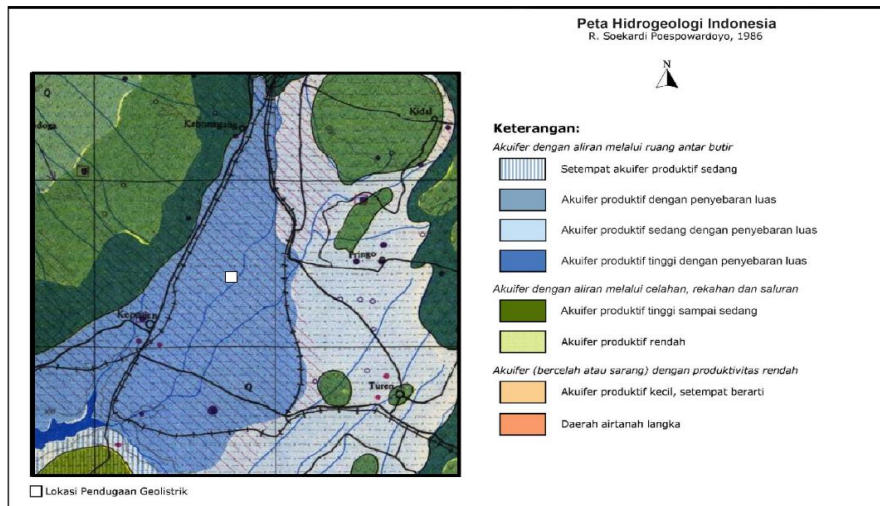 Peta Hidrogeologi Indonesia
R. Soekardi Poespowardoyo, 1986
N
Keterangan:
Akuifer dengan aliran melalui ruang antar butir
Setempat akuifer produktif sedang
Akuifer produktif dengan penyebaran luas
Akuifer produktif sedang dengan penyebaran luas
Akuifer produktif tinggi dengan penyebaran luas
Akuifer dengan aliran melalui celahan, rekahan dan saluran
Akuifer produktif tinggi sampai sedang
Akuifer produktif rendah
Akuifer (bercelah atau sarang) dengan produktivitas rendah
Akuifer produktif kecil, setempat berarti
Daerah airtanah langka
Q
Kidal
Kepanjen
Q
Turen
Lokasi Pendugaan Geolistrik